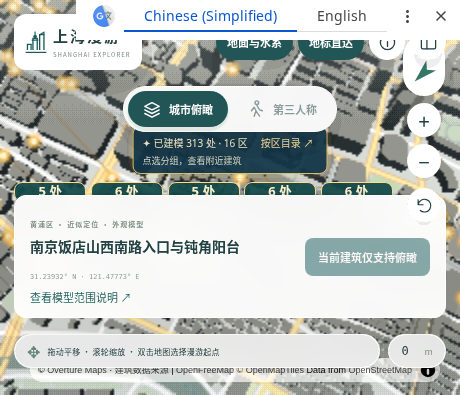 Chinese (Simplified) English
上海漫游
SHANGHAI EXPLORER
地面与水系 地标直达
城市俯瞰 第三人称
✦ 已建模 313 处 · 16 区 按区目录 ↗
点选分组，查看附近建筑
5 处 6 处 5 处 6 处 6 处
黄浦区 · 近似定位 · 外观模型
南京饭店山西南路入口与钝角阳台
当前建筑仅支持俯瞰
31.23932° N · 121.47773° E
查看模型范围说明 ↗
拖动平移 · 滚轮缩放 · 双击地图选择漫游起点
0 m
© Overture Maps · 建筑数据来源 | OpenFreeMap © OpenMapTiles Data from OpenStreetMap